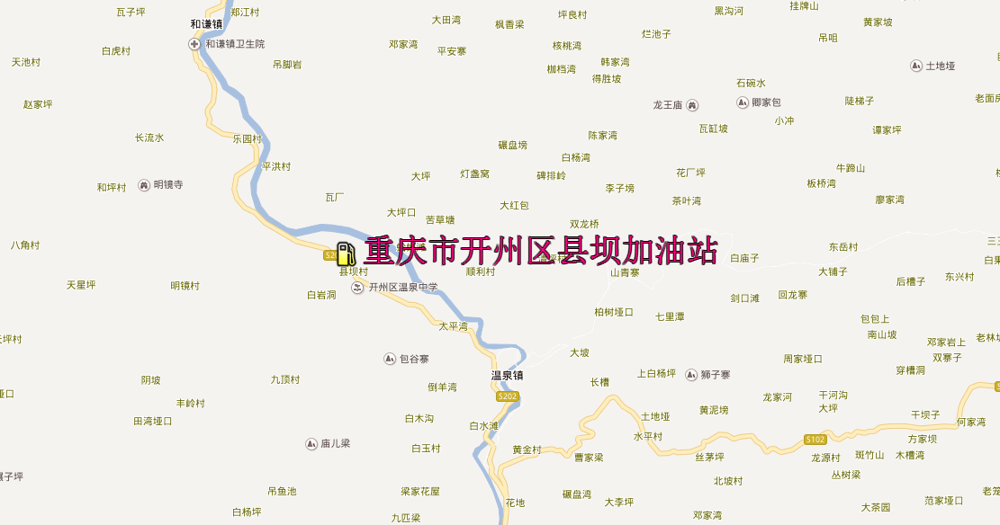 瓦子坪
郑江村
和谦镇
和谦镇卫生院
大田湾
枫香梁
坪良村
黑沟河
挂牌山
黄家坡
白虎村
邓家湾
平安寨
核桃湾
烂池子
吊咀
天池村
吊脚岩
枷档湾
韩家湾
得胜坡
土地垭
石碗水
赵家坪
龙王庙
卿家包
陡梯子
老面房
小冲
长流水
乐园村
碾盘塝
陈家湾
瓦缸坡
谭家坪
平洪村
白杨湾
大坪
灯盏窝
碑排岭
花厂坪
牛蹄山
和坪村
明镜寺
李子塝
板桥湾
瓦厂
大红包
茶叶湾
廖家湾
大坪口
苦草塘
双龙桥
八角村
重庆市开州区县坝加油站
东岳村
白庙子
县坝村
顺利村
山青寨
大铺子
东兴村
后槽子
天星坪
明镜村
开州区温泉中学
白岩洞
剑口滩
回龙寨
太平湾
柏树垭口
七里潭
包包上
南山坡
邓家岩上
双寨子
大坡
包谷寨
周家垭口
穿槽洞
温泉镇
阴坡
九顶村
倒羊湾
长槽
上白杨坪
狮子寨
S202
丰岭村
龙家河
干河沟
大坪
田湾垭口
白木沟
白水滩
土地垭
黄泥塝
干坝子
何家湾
庙儿梁
白玉村
黄金村
水平村
S102
方家坝
曹家梁
丝茅坪
龙源村
斑竹山
木槽湾
丛树梁
北坡村
吊鱼池
梁家花屋
花地
碾盘湾
大李坪
范家垭口
白杨坪
九匹梁
邓家湾
大茶园